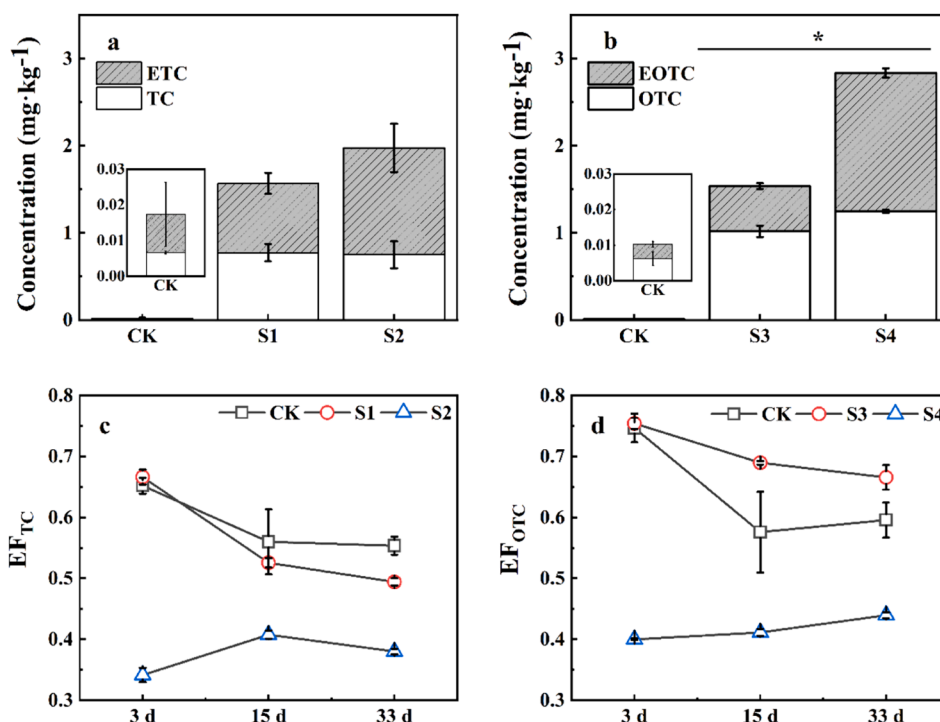 a
ETC
TC
Concentration (mg·kg-1)
3
2
1
0
0.03
0.02
0.01
0.00
CK
CK S1 S2
b
*
EOTC
OTC
Concentration (mg·kg-1)
3
2
1
0
0.03
0.02
0.01
0.00
CK
CK S3 S4
c
CK S1 S2
EFTC
0.8
0.7
0.6
0.5
0.4
0.3
3 d 15 d 33 d
d
CK S3 S4
EFOTC
0.8
0.7
0.6
0.5
0.4
0.3
3 d 15 d 33 d